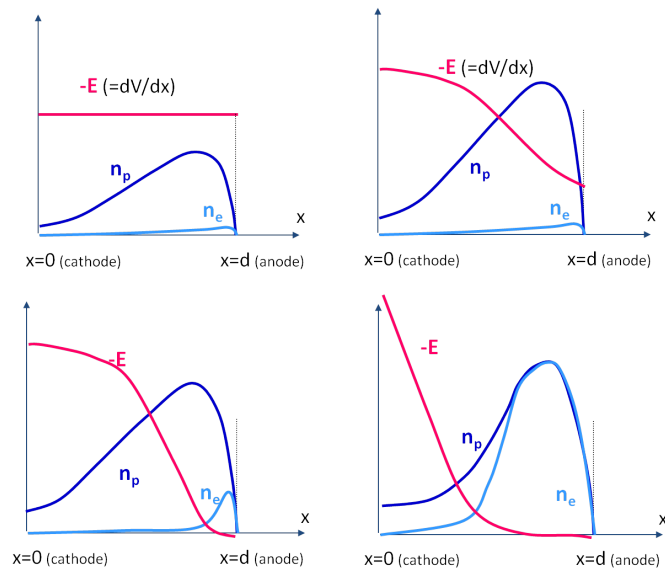 -E (=dV/dx)
n_p
n_e
x
x=0 (cathode)
x=d (anode)
-E (=dV/dx)
n_p
n_e
x
x=0 (cathode)
x=d (anode)
-E
n_p
n_e
x
x=0 (cathode)
x=d (anode)
-E
n_p
n_e
x
x=0 (cathode)
x=d (anode)